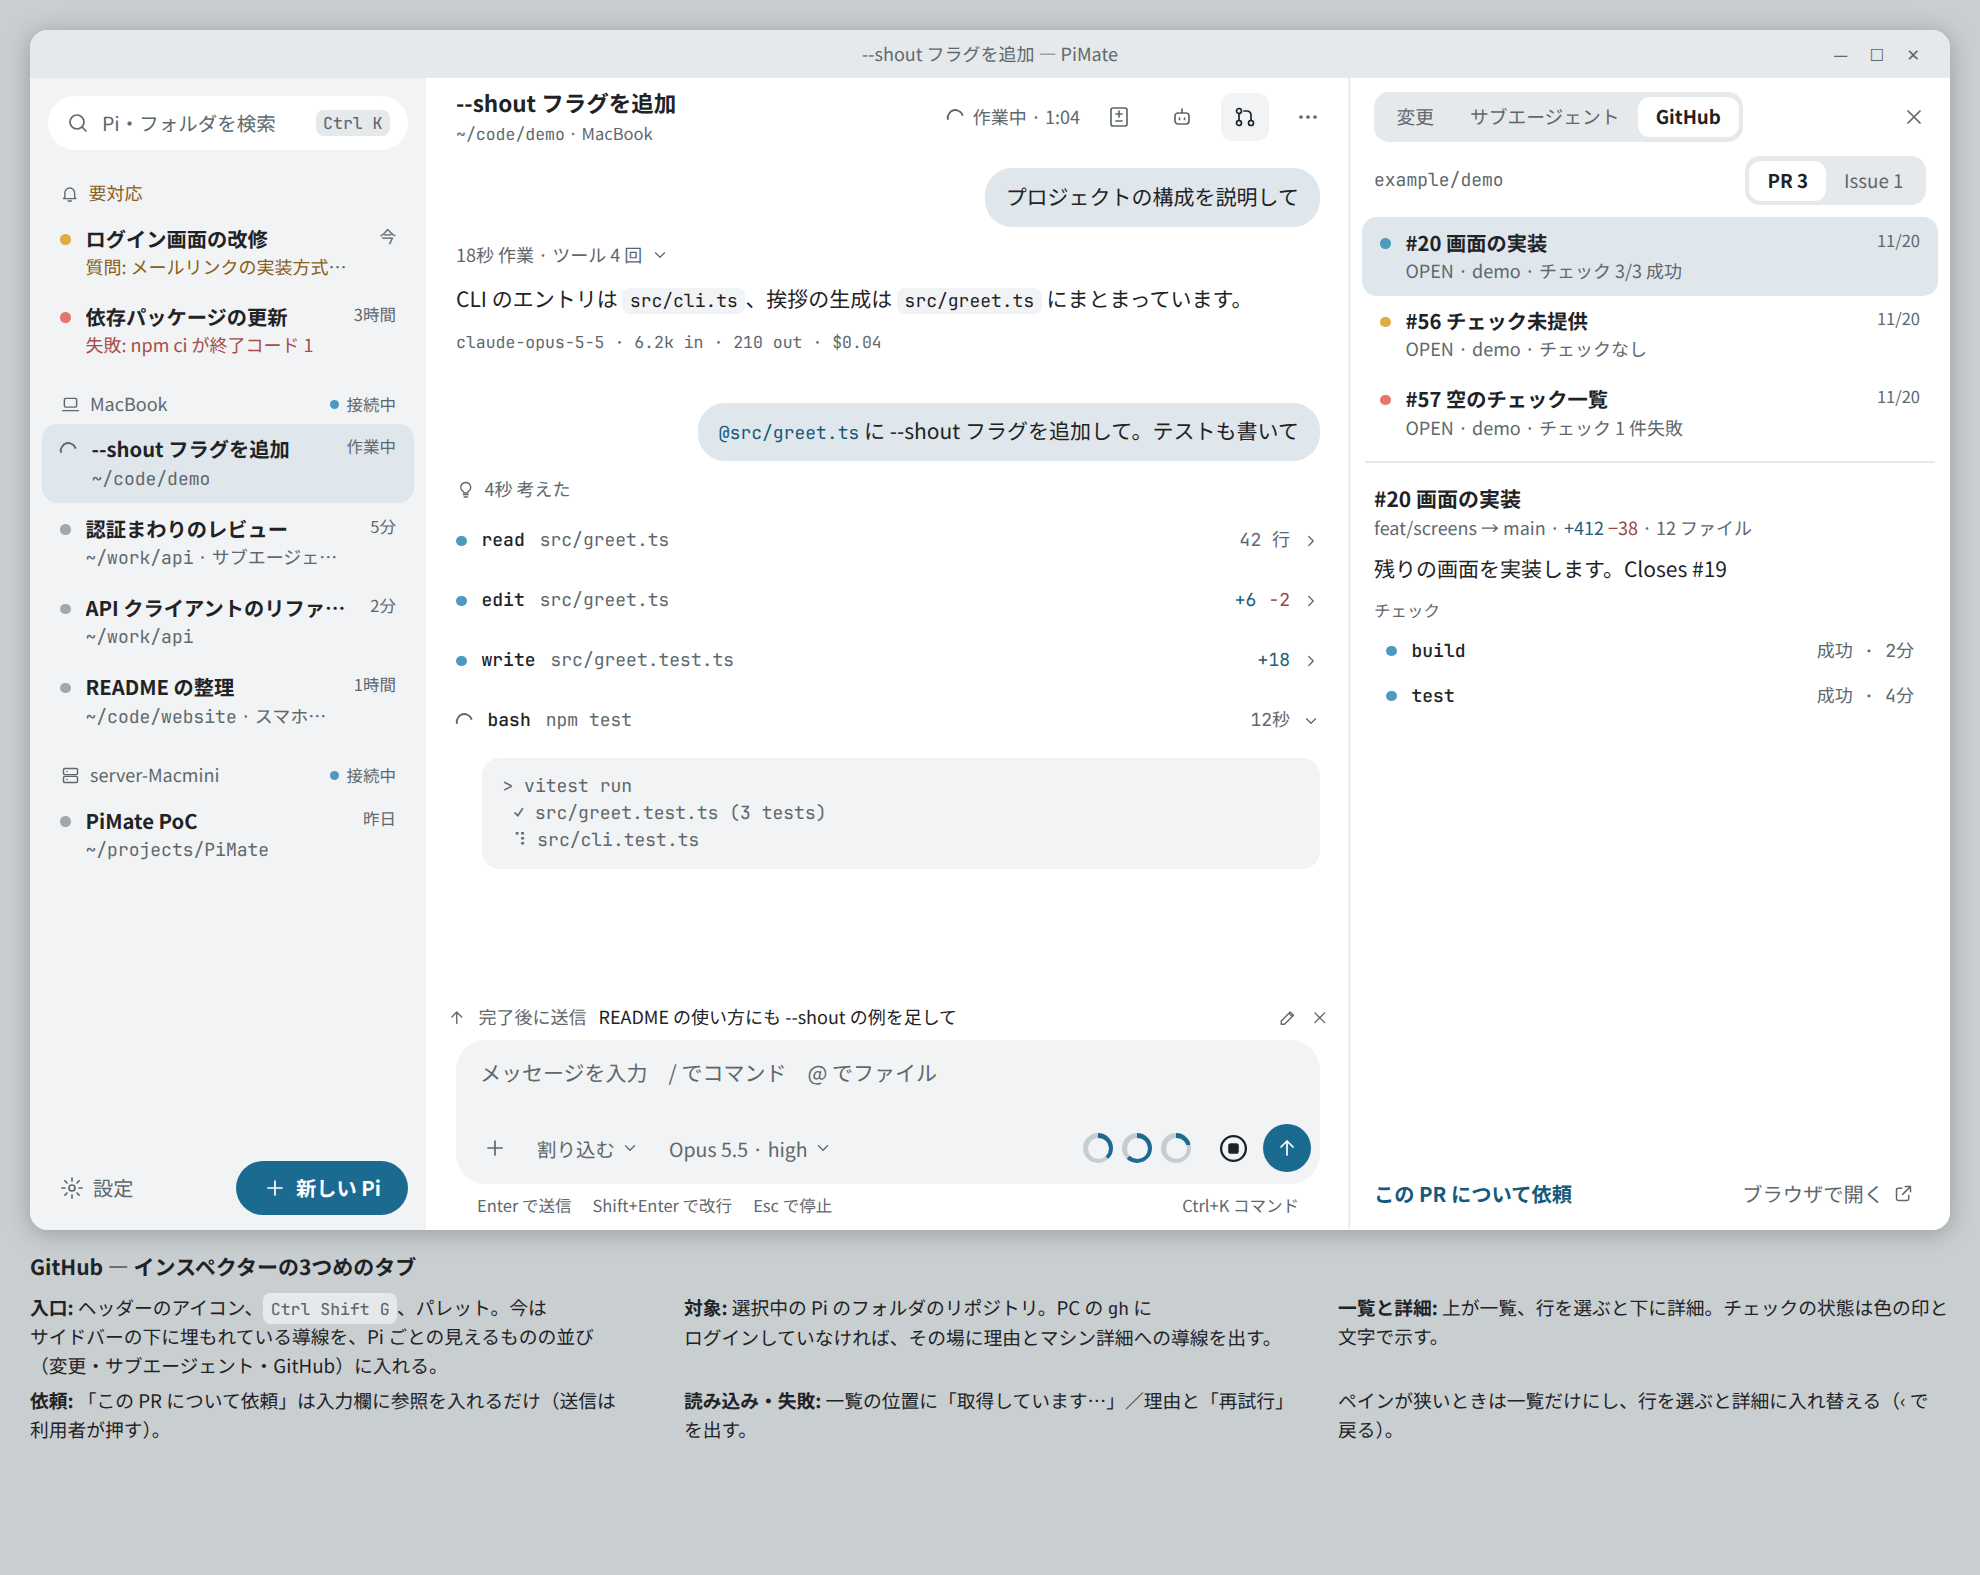 --shout フラグを追加 — PiMate
Pi・フォルダを検索 Ctrl K
要対応
ログイン画面の改修 今
質問: メールリンクの実装方式…
依存パッケージの更新 3時間
失敗: npm ci が終了コード 1
MacBook 接続中
--shout フラグを追加 作業中
~/code/demo
認証まわりのレビュー 5分
~/work/api · サブエージェ…
API クライアントのリファ… 2分
~/work/api
README の整理 1時間
~/code/website · スマホ…
server-Macmini 接続中
PiMate PoC 昨日
~/projects/PiMate
設定
新しい Pi
--shout フラグを追加
~/code/demo · MacBook
作業中 · 1:04
プロジェクトの構成を説明して
18秒 作業 · ツール 4 回
CLI のエントリは src/cli.ts 、挨拶の生成は src/greet.ts にまとまっています。
claude-opus-5-5 · 6.2k in · 210 out · $0.04
@src/greet.ts に --shout フラグを追加して。テストも書いて
4秒 考えた
read src/greet.ts 42 行
edit src/greet.ts +6 -2
write src/greet.test.ts +18
bash npm test 12秒
> vitest run
✓ src/greet.test.ts (3 tests)
⠹ src/cli.test.ts
完了後に送信 README の使い方にも --shout の例を足して
メッセージを入力 / でコマンド @ でファイル
割り込む Opus 5.5 · high
Enter で送信 Shift+Enter で改行 Esc で停止 Ctrl+K コマンド
変更 サブエージェント GitHub
example/demo PR 3 Issue 1
#20 画面の実装 11/20
OPEN · demo · チェック 3/3 成功
#56 チェック未提供 11/20
OPEN · demo · チェックなし
#57 空のチェック一覧 11/20
OPEN · demo · チェック 1 件失敗
#20 画面の実装
feat/screens → main · +412 −38 · 12 ファイル
残りの画面を実装します。Closes #19
チェック
build 成功 · 2分
test 成功 · 4分
この PR について依頼 ブラウザで開く
GitHub — インスペクターの3つめのタブ
入口: ヘッダーのアイコン、 Ctrl Shift G 、パレット。今は
サイドバーの下に埋もれている導線を、Pi ごとの見えるものの並び
（変更・サブエージェント・GitHub）に入れる。
対象: 選択中の Pi のフォルダのリポジトリ。PC の gh に
ログインしていなければ、その場に理由とマシン詳細への導線を出す。
一覧と詳細: 上が一覧、行を選ぶと下に詳細。チェックの状態は色の印と
文字で示す。
依頼: 「この PR について依頼」は入力欄に参照を入れるだけ（送信は
利用者が押す）。
読み込み・失敗: 一覧の位置に「取得しています…」／理由と「再試行」
を出す。
ペインが狭いときは一覧だけにし、行を選ぶと詳細に入れ替える（‹ で
戻る）。